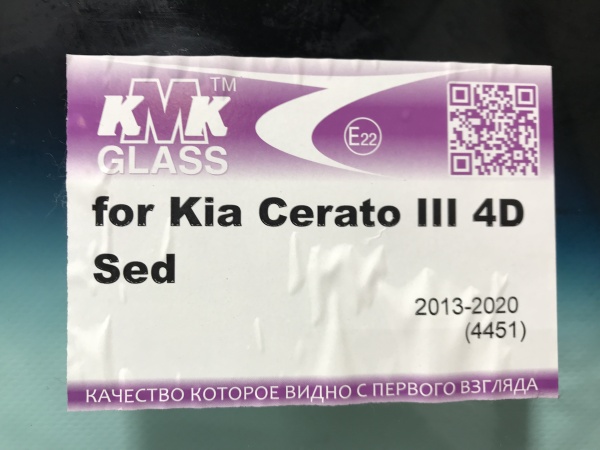 KMK™
GLASS
E22
for Kia Cerato III 4D
Sed
2013-2020
(4451)
КАЧЕСТВО КОТОРОЕ ВИДНО С ПЕРВОГО ВЗГЛЯДА